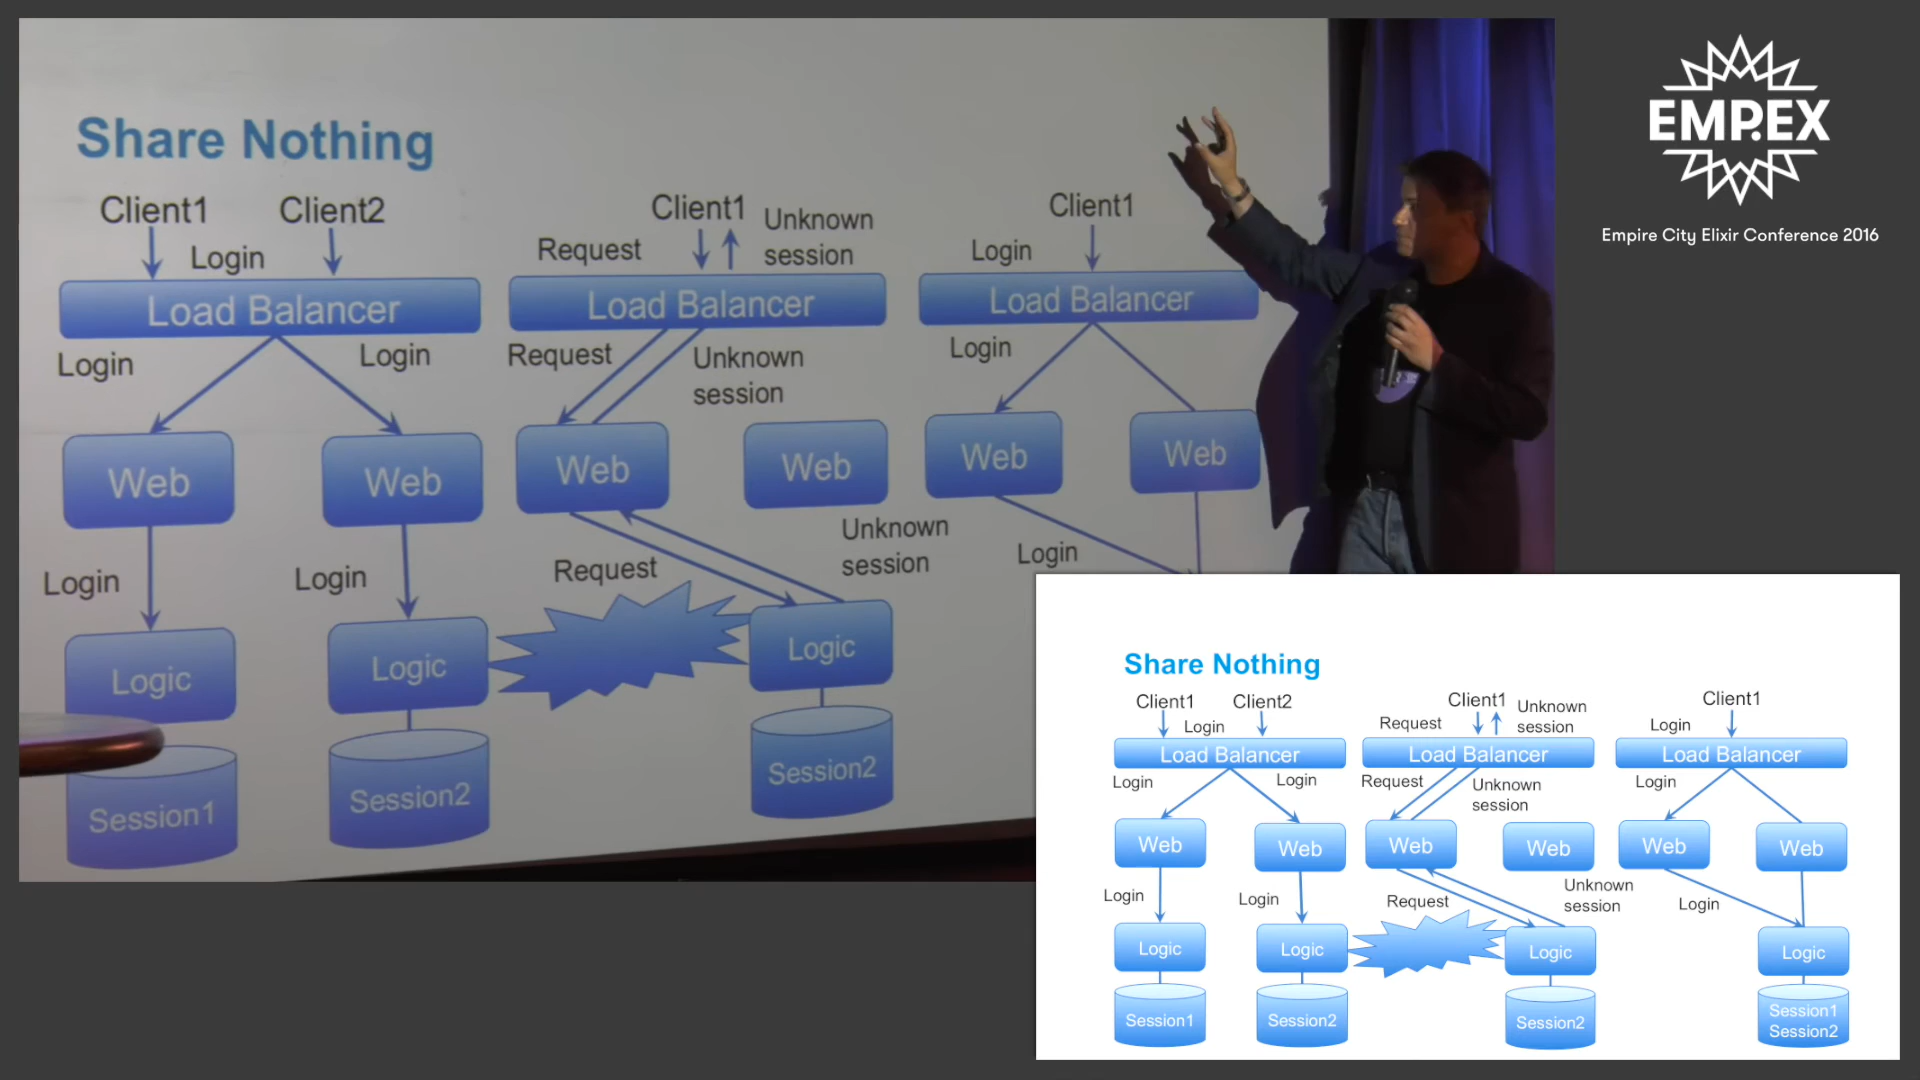 Share Nothing
Client1 Client2 Client1 Unknown session Client1
Login Request Login
Load Balancer Load Balancer Load Balancer
Login Login Request Unknown session Login
Web Web Web Web Web Web
Login Login Request Unknown session Login
Logic Logic Logic
Session1 Session2 Session2
EMPEX
Empire City Elixir Conference 2016
Share Nothing
Client1 Client2 Client1 Unknown session Client1
Login Request Login
Load Balancer Load Balancer Load Balancer
Login Login Request Unknown session Login
Web Web Web Web Web Web
Login Login Request Unknown session Login
Logic Logic Logic Logic
Session1 Session2 Session2 Session1 Session2